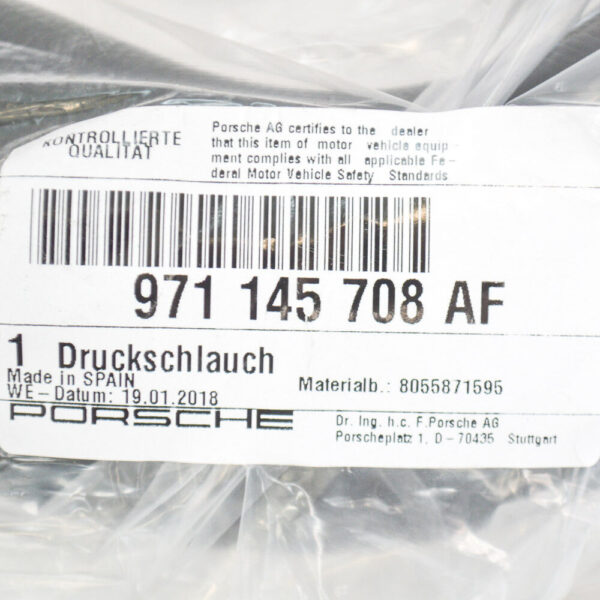 KONTROLLIERTE
QUALITÄT
Porsche AG certifies to the dealer
that this item of motor vehicle equip-
ment complies with all applicable Fe-
deral Motor Vehicle Safety Standards
971 145 708 AF
1 Druckschlauch
Made in SPAIN
WE-Datum: 19.01.2018
Materialb.: 8055871595
PORSCHE
Dr. Ing. h.c. F.Porsche AG
Porscheplatz 1, D-70435 Stuttgart